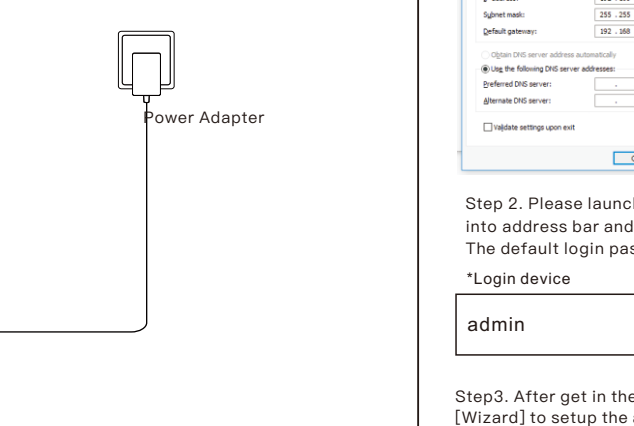 Power Adapter
Subnet mask:
255 . 255
Default gateway:
192 . 168
Obtain DNS server address automatically
Use the following DNS server addresses:
Preferred DNS server:
Alternate DNS server:
Validate settings upon exit
Step 2. Please launch
into address bar and
The default login pas
*Login device
admin
Step3. After get in the
[Wizard] to setup the a